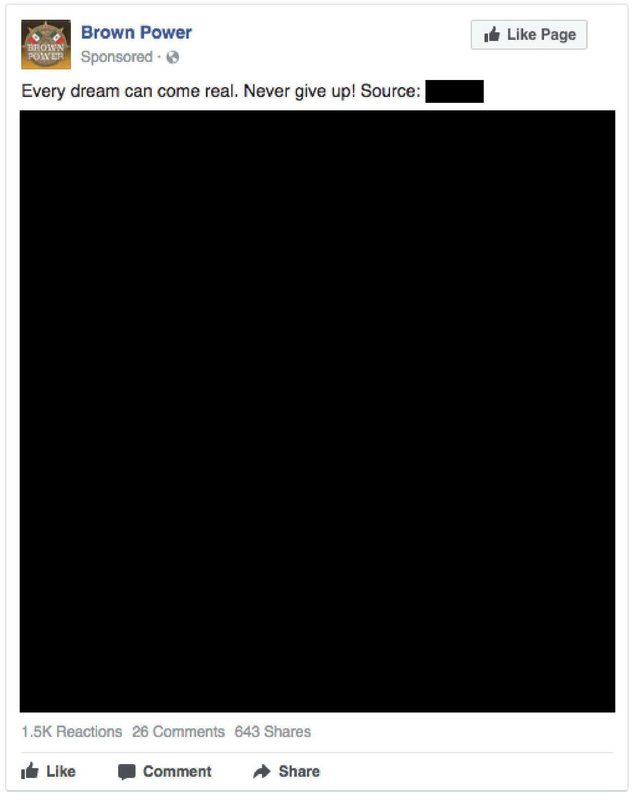 BROWN
POWER
Brown Power
Like Page
Sponsored ·
Every dream can come real. Never give up! Source:
1.5K Reactions 26 Comments 643 Shares
Like Comment Share